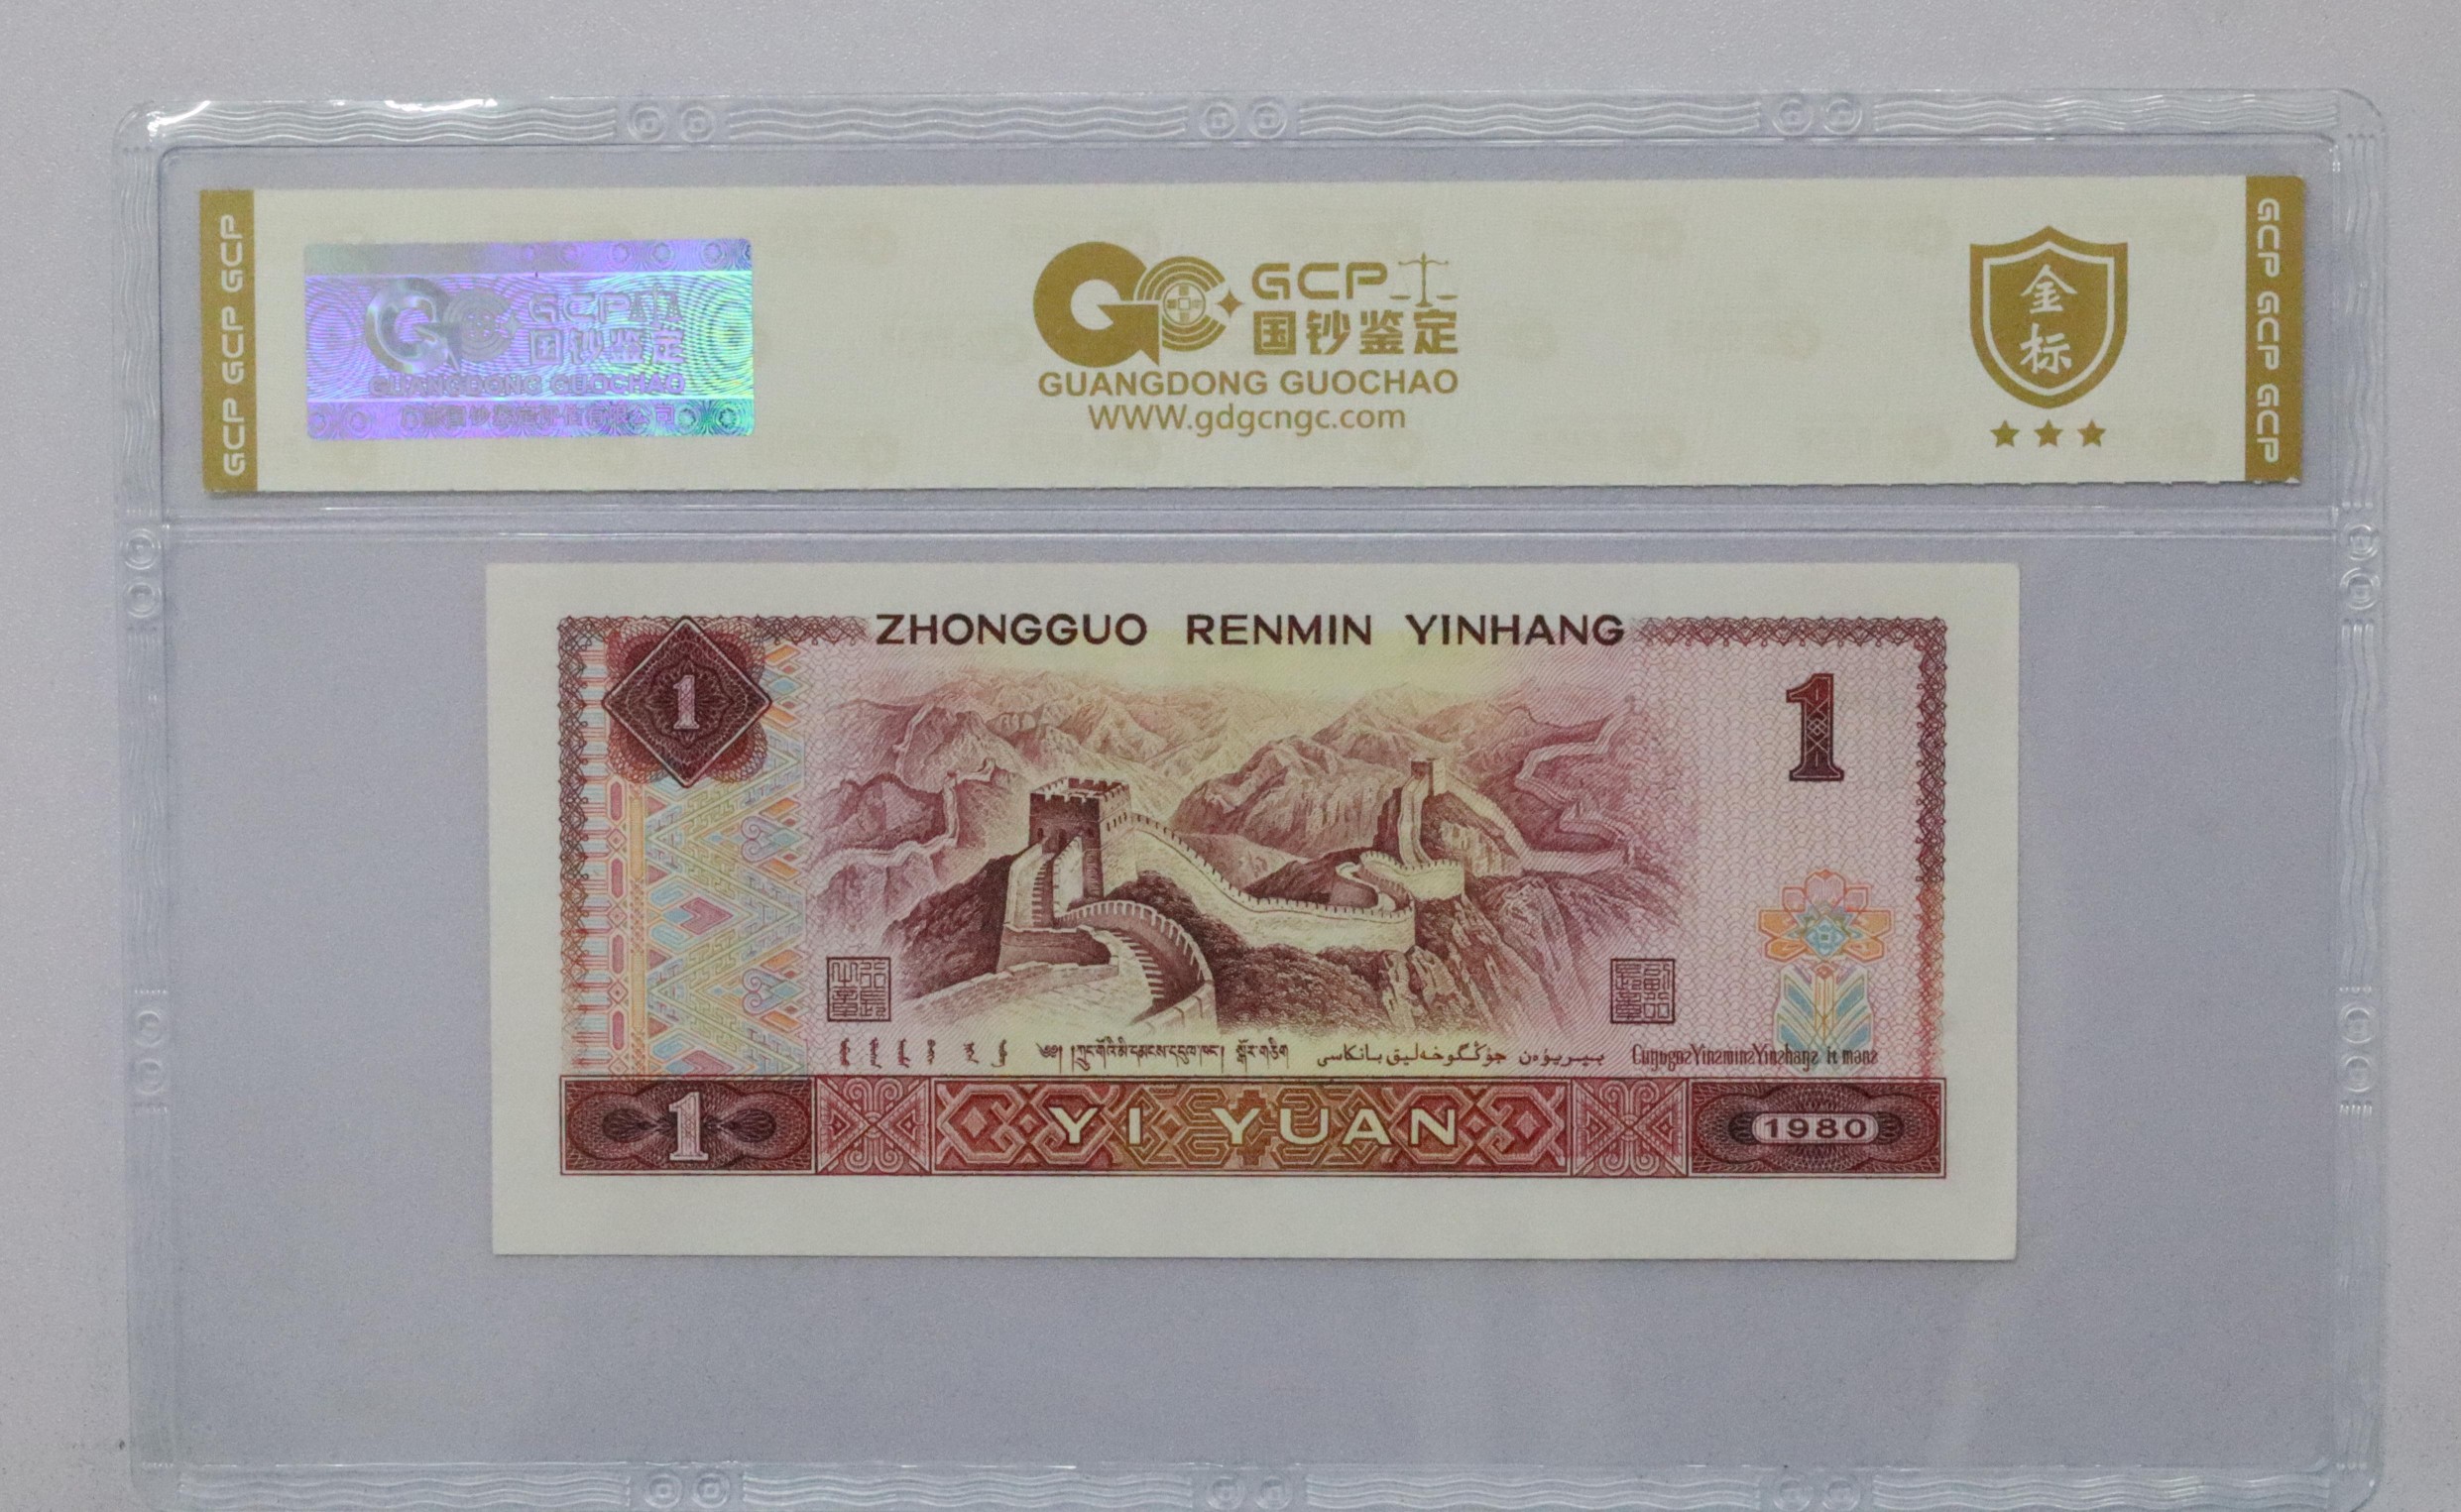 GCP GCP GCP
GCP
国钞鉴定
GUANGDONG GUOCHAO
GCP
国钞鉴定
GUANGDONG GUOCHAO
WWW.gdgcngc.com
金
标
GCP GCP GCP
ZHONGGUO RENMIN YINHANG
1
1
YI YUAN
1
1980